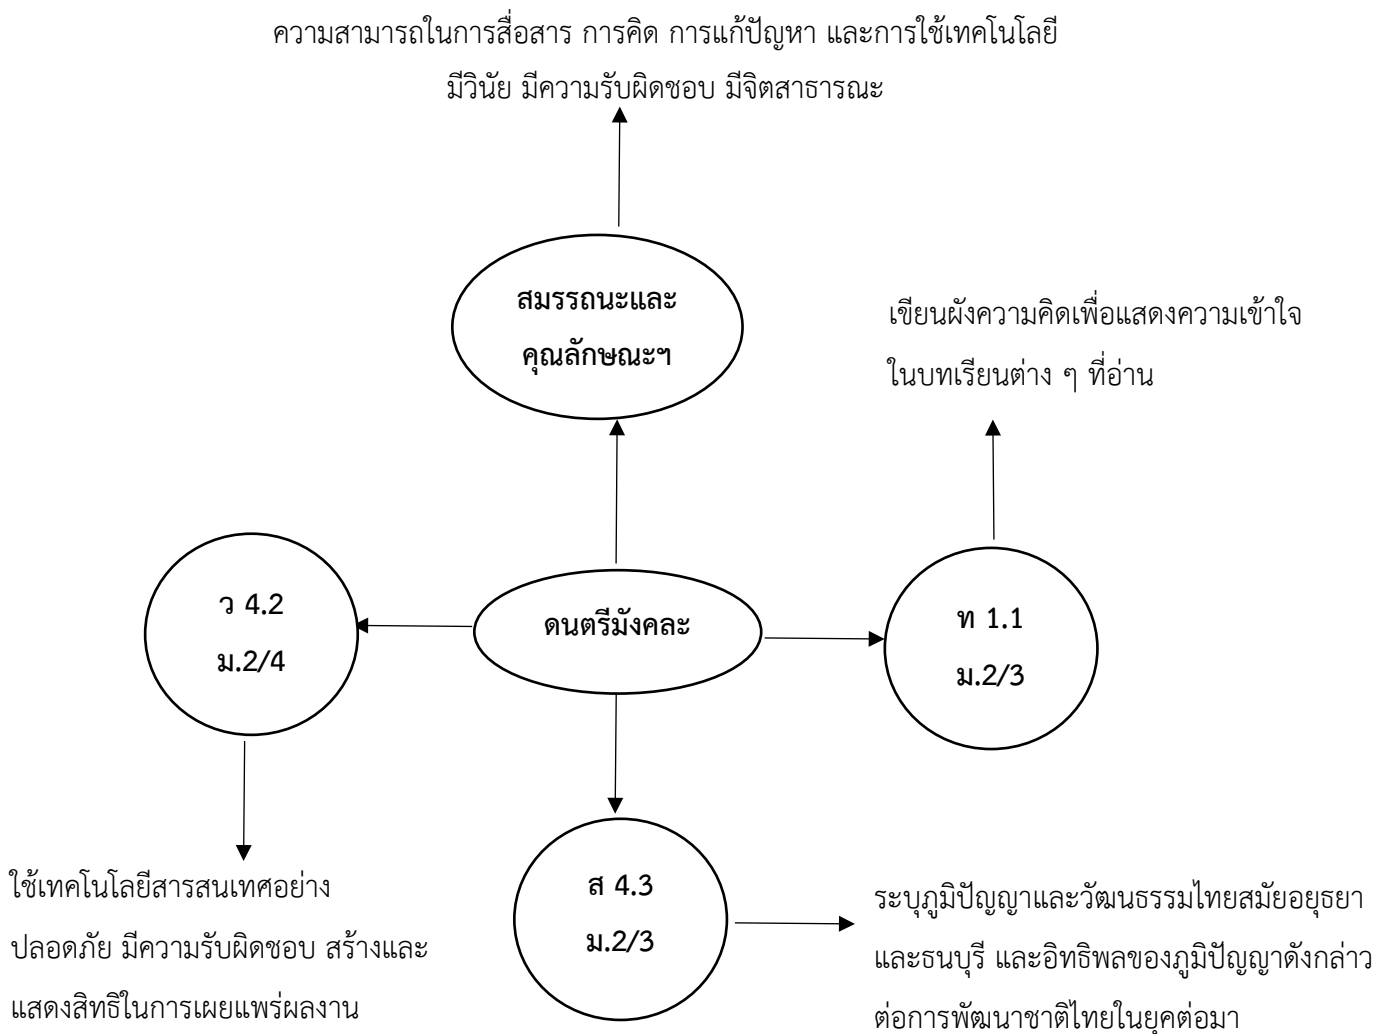 ความสามารถในการสื่อสาร การคิด การแก้ปัญหา และการใช้เทคโนโลยี
มีวินัย มีความรับผิดชอบ มีจิตสาธารณะ
สมรรถนะและ
คุณลักษณะฯ
เขียนผังความคิดเพื่อแสดงความเข้าใจ
ในบทเรียนต่าง ๆ ที่อ่าน
ว 4.2
ม.2/4
ดนตรีมังคละ
ท 1.1
ม.2/3
ใช้เทคโนโลยีสารสนเทศอย่าง
ปลอดภัย มีความรับผิดชอบ สร้างและ
แสดงสิทธิในการเผยแพร่ผลงาน
ส 4.3
ม.2/3
ระบุภูมิปัญญาและวัฒนธรรมไทยสมัยอยุธยา
และธนบุรี และอิทธิพลของภูมิปัญญาดังกล่าว
ต่อการพัฒนาชาติไทยในยุคต่อมา